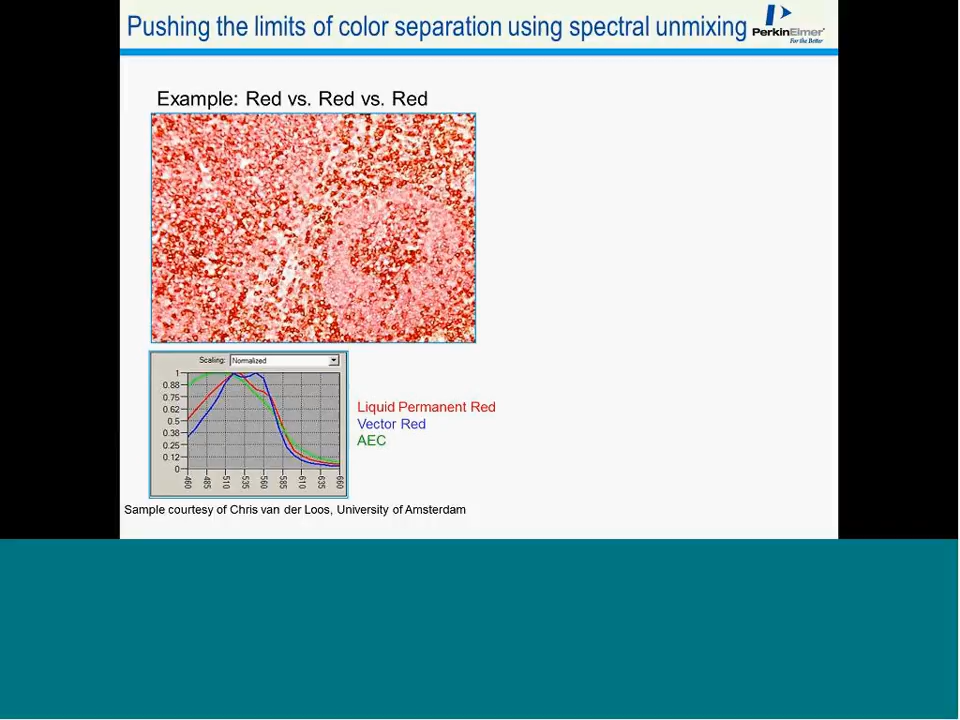 Pushing the limits of color separation using spectral unmixing
PerkinElmer
For the Better
Example: Red vs. Red vs. Red
Scaling: Normalized
1
0.88
0.75
0.62
0.5
0.38
0.25
0.12
0
460 485 510 535 560 585 610 635 660
Liquid Permanent Red
Vector Red
AEC
Sample courtesy of Chris van der Loos, University of Amsterdam